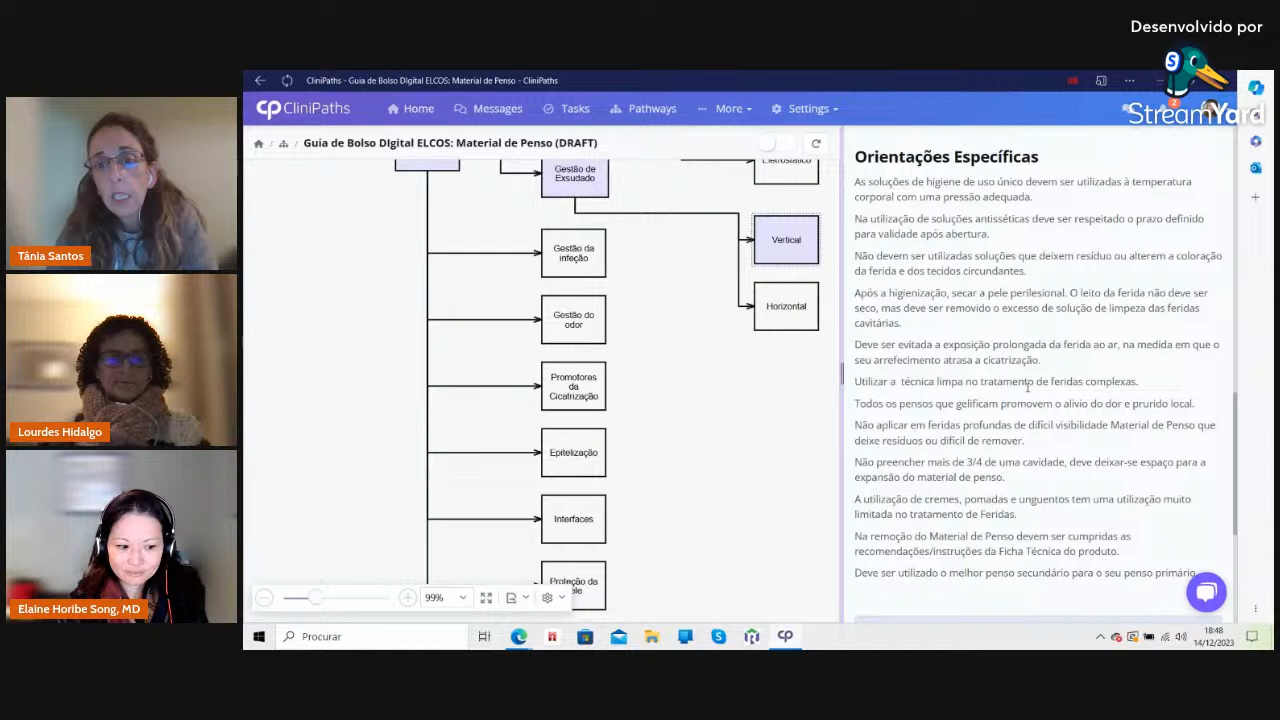 Desenvolvido por
StreamYard
CliniPaths - Guia de Bolso DIgital ELCOS: Material de Penso - CliniPaths
CliniPaths
Home
Messages
Tasks
Pathways
More
Settings
Guia de Bolso DIgital ELCOS: Material de Penso (DRAFT)
Gestão de
Exsudado
Eletrostático
Vertical
Horizontal
Gestão da
infeção
Gestão do
odor
Promotores
da
Cicatrização
Epitelização
Interfaces
Proteção da
99%
Orientações Específicas
As soluções de higiene de uso único devem ser utilizadas à temperatura
corporal com uma pressão adequada.
Na utilização de soluções antisséticas deve ser respeitado o prazo definido
para validade após abertura.
Não devem ser utilizadas soluções que deixem resíduo ou alterem a coloração
da ferida e dos tecidos circundantes.
Após a higienização, secar a pele perilesional. O leito da ferida não deve ser
seco, mas deve ser removido o excesso de solução de limpeza das feridas
cavitárias.
Deve ser evitada a exposição prolongada da ferida ao ar, na medida em que o
seu arrefecimento atrasa a cicatrização.
Utilizar a técnica limpa no tratamento de feridas complexas.
Todos os pensos que gelificam promovem o alivio do dor e prurido local.
Não aplicar em feridas profundas de difícil visibilidade Material de Penso que
deixe resíduos ou difícil de remover.
Não preencher mais de 3/4 de uma cavidade, deve deixar-se espaço para a
expansão do material de penso.
A utilização de cremes, pomadas e unguentos tem uma utilização muito
limitada no tratamento de Feridas.
Na remoção do Material de Penso devem ser cumpridas as
recomendações/instruções da Ficha Técnica do produto.
Deve ser utilizado o melhor penso secundário para o seu penso primário.
Tânia Santos
Lourdes Hidalgo
Elaine Horibe Song, MD
Procurar
18:48
14/12/2023